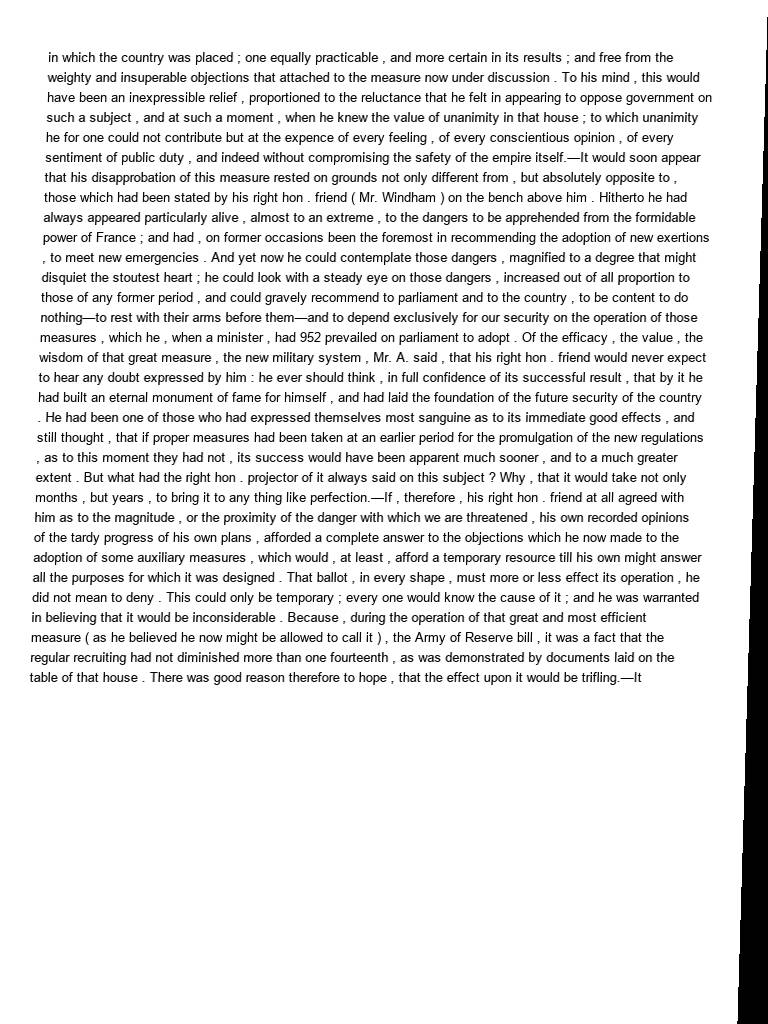 in which the country was placed ; one equally practicable , and more certain in its results ; and free from the
weighty and insuperable objections that attached to the measure now under discussion . To his mind , this would
have been an inexpressible relief , proportioned to the reluctance that he felt in appearing to oppose government on
such a subject , and at such a moment , when he knew the value of unanimity in that house ; to which unanimity
he for one could not contribute but at the expence of every feeling , of every conscientious opinion , of every
sentiment of public duty , and indeed without compromising the safety of the empire itself.—It would soon appear
that his disapprobation of this measure rested on grounds not only different from , but absolutely opposite to ,
those which had been stated by his right hon . friend ( Mr. Windham ) on the bench above him . Hitherto he had
always appeared particularly alive , almost to an extreme , to the dangers to be apprehended from the formidable
power of France ; and had , on former occasions been the foremost in recommending the adoption of new exertions
, to meet new emergencies . And yet now he could contemplate those dangers , magnified to a degree that might
disquiet the stoutest heart ; he could look with a steady eye on those dangers , increased out of all proportion to
those of any former period , and could gravely recommend to parliament and to the country , to be content to do
nothing—to rest with their arms before them—and to depend exclusively for our security on the operation of those
measures , which he , when a minister , had 952 prevailed on parliament to adopt . Of the efficacy , the value , the
wisdom of that great measure , the new military system , Mr. A. said , that his right hon . friend would never expect
to hear any doubt expressed by him : he ever should think , in full confidence of its successful result , that by it he
had built an eternal monument of fame for himself , and had laid the foundation of the future security of the country
. He had been one of those who had expressed themselves most sanguine as to its immediate good effects , and
still thought , that if proper measures had been taken at an earlier period for the promulgation of the new regulations
, as to this moment they had not , its success would have been apparent much sooner , and to a much greater
extent . But what had the right hon . projector of it always said on this subject ? Why , that it would take not only
months , but years , to bring it to any thing like perfection.—If , therefore , his right hon . friend at all agreed with
him as to the magnitude , or the proximity of the danger with which we are threatened , his own recorded opinions
of the tardy progress of his own plans , afforded a complete answer to the objections which he now made to the
adoption of some auxiliary measures , which would , at least , afford a temporary resource till his own might answer
all the purposes for which it was designed . That ballot , in every shape , must more or less effect its operation , he
did not mean to deny . This could only be temporary ; every one would know the cause of it ; and he was warranted
in believing that it would be inconsiderable . Because , during the operation of that great and most efficient
measure ( as he believed he now might be allowed to call it ) , the Army of Reserve bill , it was a fact that the
regular recruiting had not diminished more than one fourteenth , as was demonstrated by documents laid on the
table of that house . There was good reason therefore to hope , that the effect upon it would be trifling.—It